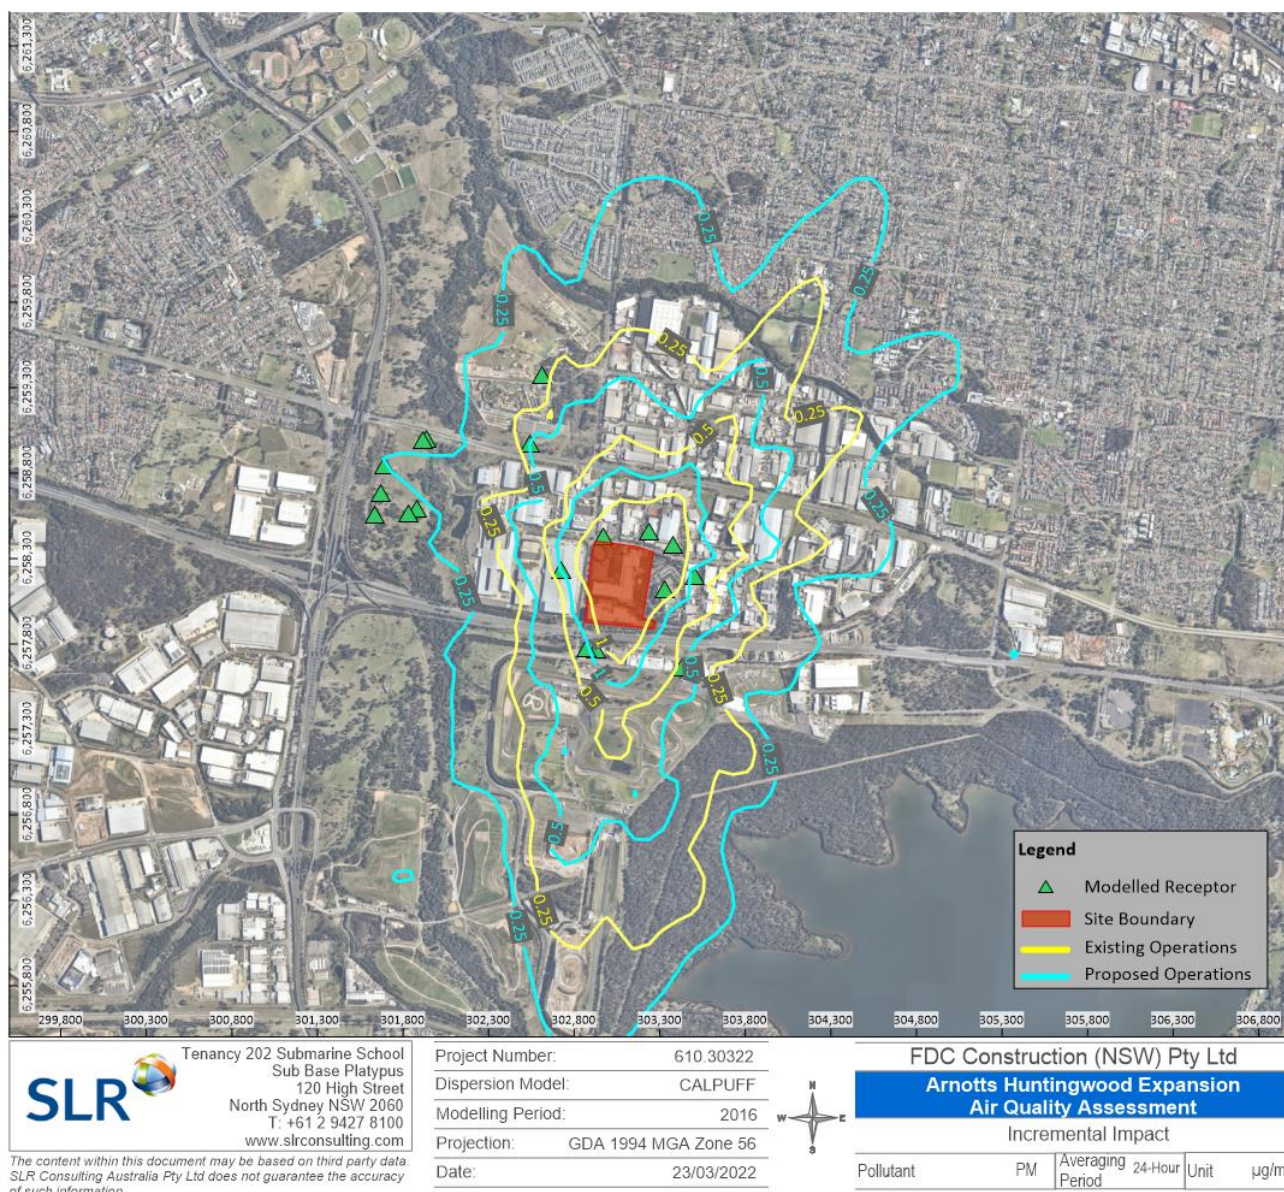 6,261,300
6,260,800
6,260,300
6,259,800
6,259,300
6,258,800
6,258,300
6,257,800
6,257,300
6,256,800
6,256,300
6,255,800
0.25
0.25
0.25
0.25
0.25
0.5
0.25
0.5
0.5
0.25
0.25
0.25
1
1
0.5
0.5
0.25
0.25
0.5
0.25
0.25
Legend
Modelled Receptor
Site Boundary
Existing Operations
Proposed Operations
299,800 300,300 300,800 301,300 301,800 302,300 302,800 303,300 303,800 304,300 304,800 305,300 305,800 306,300 306,800
SLR
Tenancy 202 Submarine School
Sub Base Platypus
120 High Street
North Sydney NSW 2060
T: +61 2 9427 8100
www.slrconsulting.com
The content within this document may be based on third party data.
SLR Consulting Australia Pty Ltd does not guarantee the accuracy
of such information.
Project Number: 610.30322
Dispersion Model: CALPUFF
Modelling Period: 2016
Projection: GDA 1994 MGA Zone 56
Date: 23/03/2022
N
W E
S
FDC Construction (NSW) Pty Ltd
Arnotts Huntingwood Expansion
Air Quality Assessment
Incremental Impact
Pollutant PM Averaging Period 24-Hour Unit µg/m